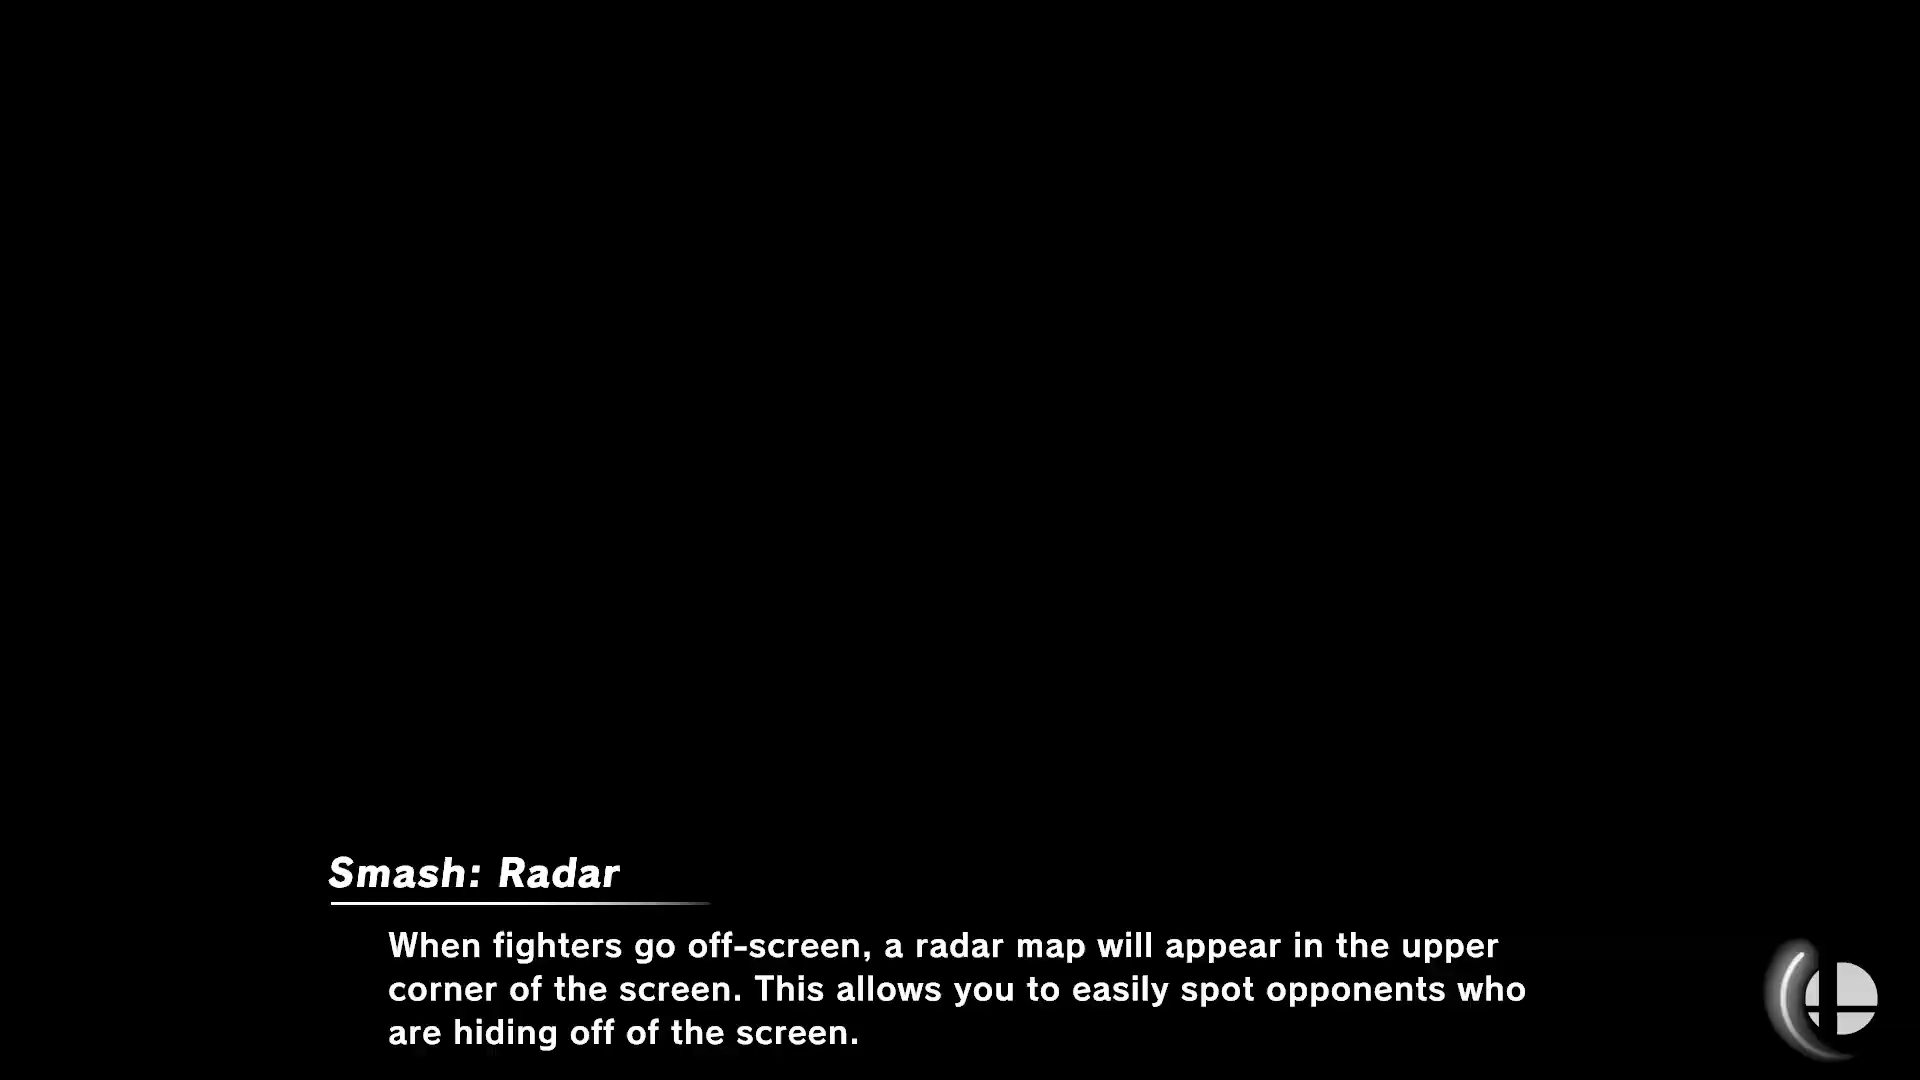 Smash: Radar
When fighters go off-screen, a radar map will appear in the upper
corner of the screen. This allows you to easily spot opponents who
are hiding off of the screen.